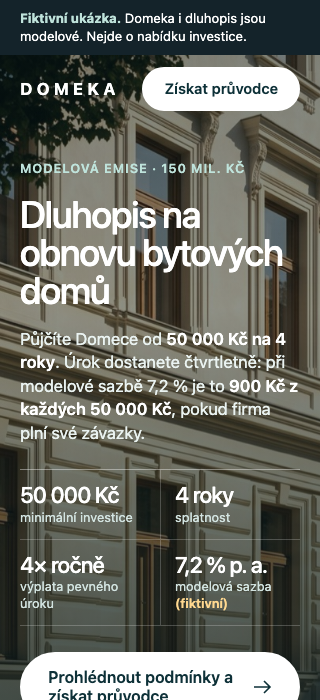 Fiktivní ukázka. Domeka i dluhopis jsou
modelové. Nejde o nabídku investice.
DOMEKA
Získat průvodce
MODELOVÁ EMISE · 150 MIL. KČ
Dluhopis na
obnovu bytových
domů
Půjčíte Domece od 50 000 Kč na 4
roky. Úrok dostanete čtvrtletně: při
modelové sazbě 7,2 % je to 900 Kč z
každých 50 000 Kč, pokud firma
plní své závazky.
50 000 Kč
minimální investice
4 roky
splatnost
4× ročně
výplata pevného
úroku
7,2 % p. a.
modelová sazba
(fiktivní)
Prohlédnout podmínky a
získat průvodce